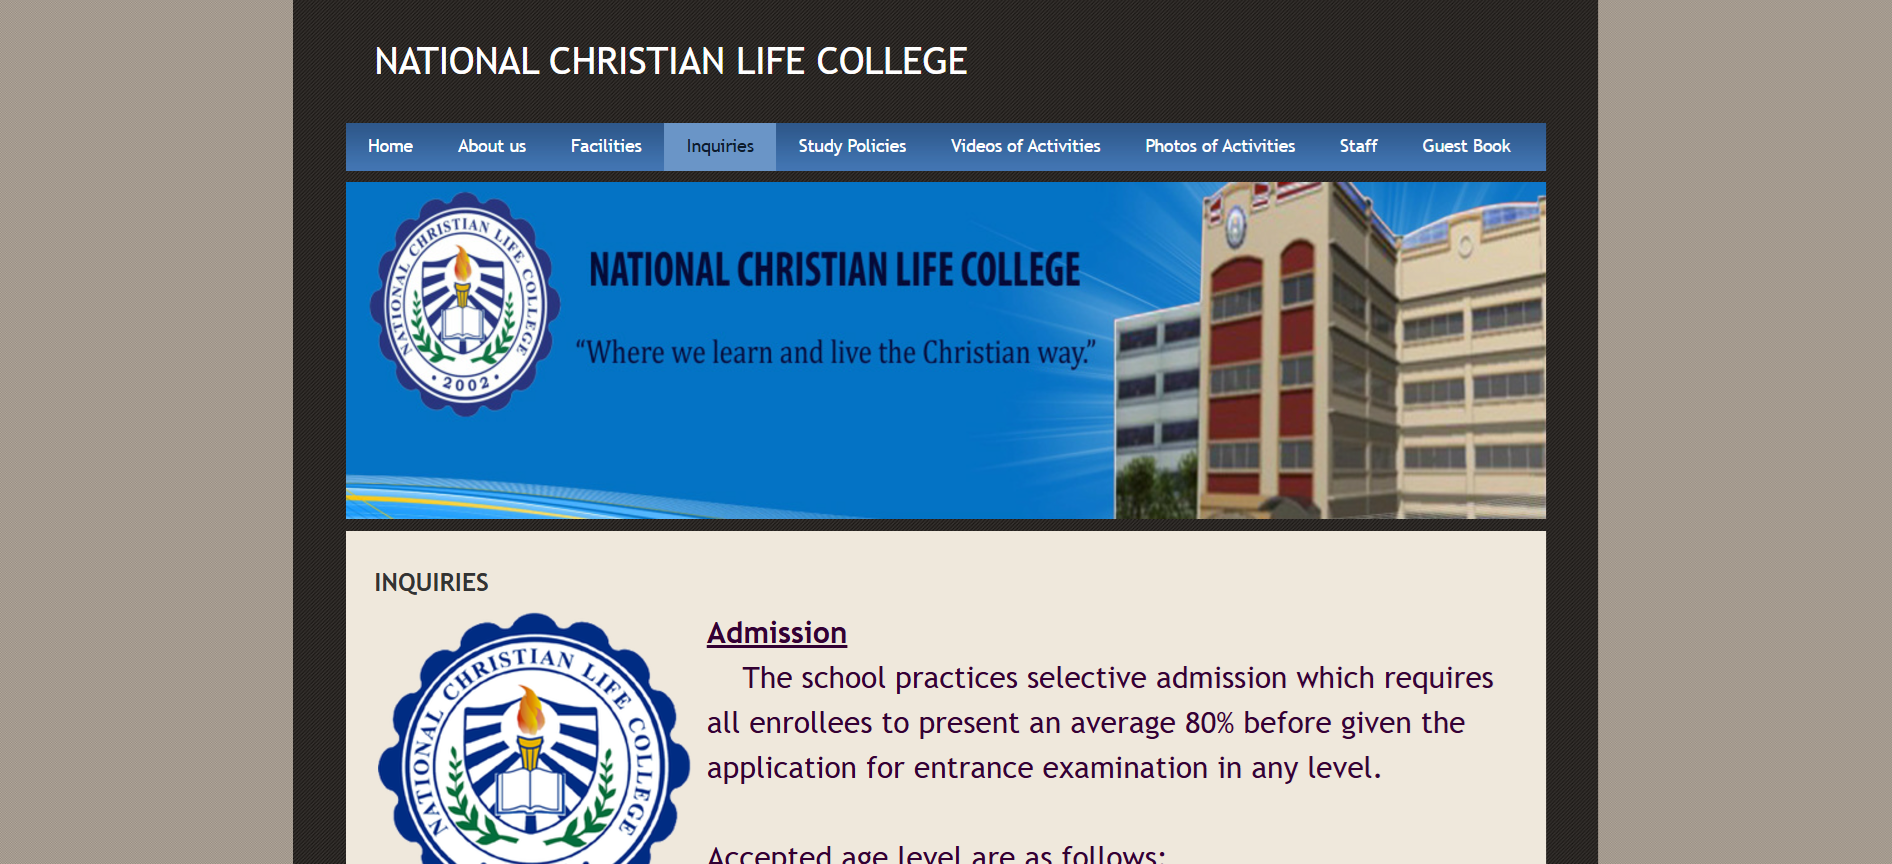 NATIONAL CHRISTIAN LIFE COLLEGE
Home About us Facilities Inquiries Study Policies Videos of Activities Photos of Activities Staff Guest Book
NATIONAL CHRISTIAN LIFE COLLEGE
• 2002 •
NATIONAL CHRISTIAN LIFE COLLEGE
“Where we learn and live the Christian way.”
INQUIRIES
NATIONAL CHRISTIAN LIFE COLLEGE
Admission
The school practices selective admission which requires
all enrollees to present an average 80% before given the
application for entrance examination in any level.
Accepted age level are as follows: